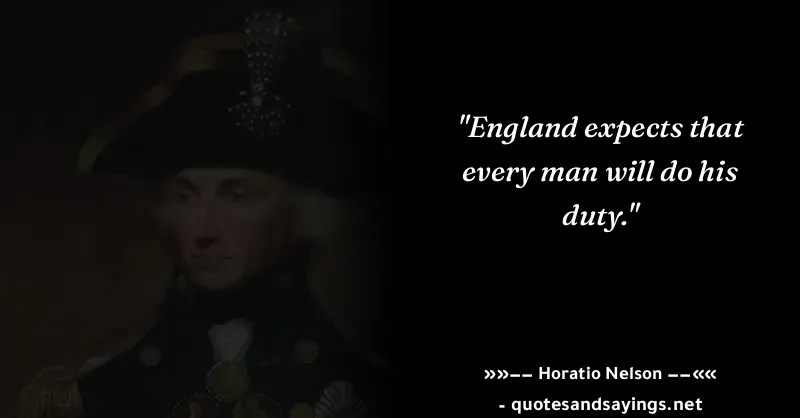 "England expects that
every man will do his
duty."
»»−− Horatio Nelson −−««
- quotesandsayings.net